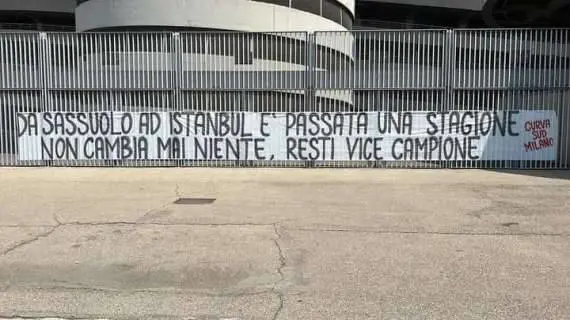 DA SASSUOLO AD ISTANBUL E' PASSATA UNA STAGIONE
NON CAMBIA MAI NIENTE, RESTI VICE CAMPIONE
CURVA
SUD
MILANO